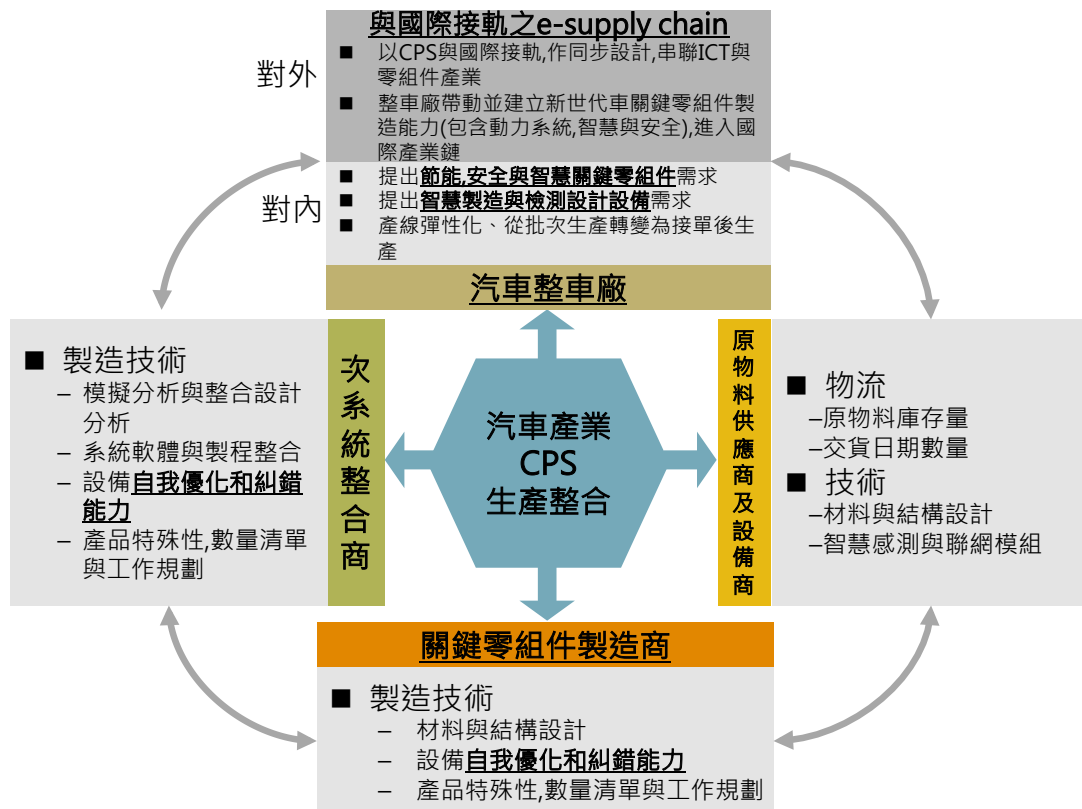 與國際接軌之e-supply chain
對外
■ 以CPS與國際接軌,作同步設計,串聯ICT與
零組件產業
■ 整車廠帶動並建立新世代車關鍵零組件製
造能力(包含動力系統,智慧與安全),進入國
際產業鏈
對內
■ 提出節能,安全與智慧關鍵零組件需求
■ 提出智慧製造與檢測設計設備需求
■ 產線彈性化、從批次生產轉變為接單後生
產
汽車整車廠
■ 製造技術
– 模擬分析與整合設計
分析
– 系統軟體與製程整合
– 設備自我優化和糾錯
能力
– 產品特殊性,數量清單
與工作規劃
次系統整合商
汽車產業
CPS
生產整合
原物料供應商及設備商
■ 物流
–原物料庫存量
–交貨日期數量
■ 技術
–材料與結構設計
–智慧感測與聯網模組
關鍵零組件製造商
■ 製造技術
– 材料與結構設計
– 設備自我優化和糾錯能力
– 產品特殊性,數量清單與工作規劃